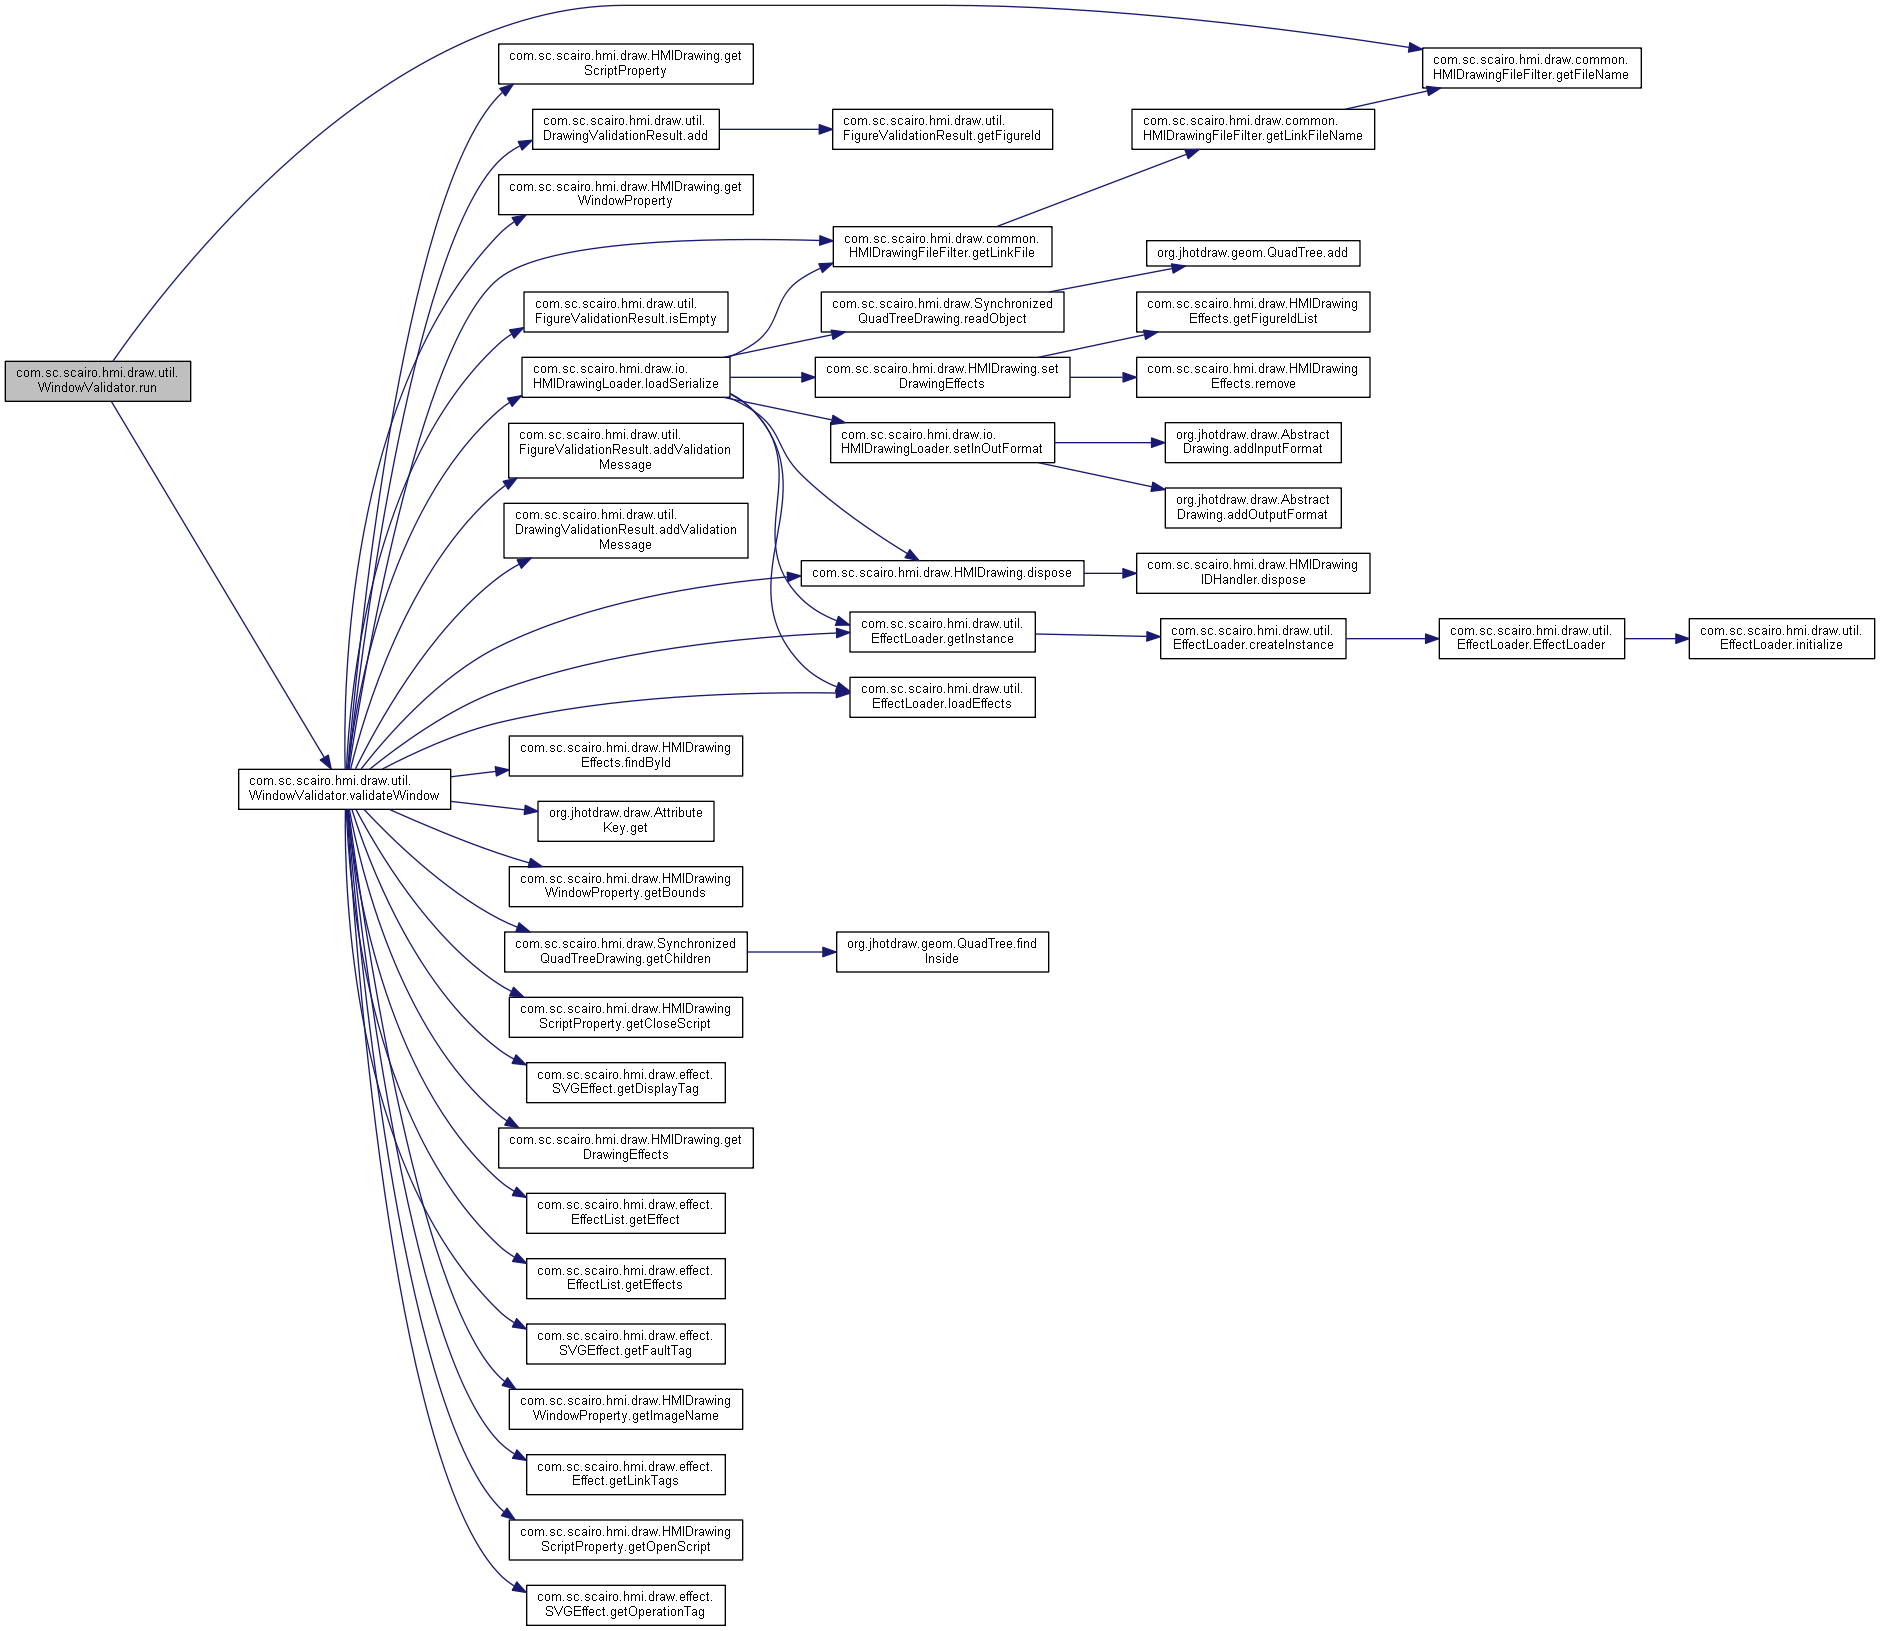 com.sc.scairo.hmi.draw.util.
WindowValidator.run
com.sc.scairo.hmi.draw.util.
WindowValidator.validateWindow
com.sc.scairo.hmi.draw.HMIDrawing.get
ScriptProperty
com.sc.scairo.hmi.draw.util.
DrawingValidationResult.add
com.sc.scairo.hmi.draw.HMIDrawing.get
WindowProperty
com.sc.scairo.hmi.draw.util.
FigureValidationResult.isEmpty
com.sc.scairo.hmi.draw.io.
HMIDrawingLoader.loadSerialize
com.sc.scairo.hmi.draw.util.
FigureValidationResult.addValidation
Message
com.sc.scairo.hmi.draw.util.
DrawingValidationResult.addValidation
Message
com.sc.scairo.hmi.draw.HMIDrawing
Effects.findById
org.jhotdraw.draw.Attribute
Key.get
com.sc.scairo.hmi.draw.HMIDrawing
WindowProperty.getBounds
com.sc.scairo.hmi.draw.Synchronized
QuadTreeDrawing.getChildren
com.sc.scairo.hmi.draw.HMIDrawing
ScriptProperty.getCloseScript
com.sc.scairo.hmi.draw.effect.
SVGEffect.getDisplayTag
com.sc.scairo.hmi.draw.HMIDrawing.get
DrawingEffects
com.sc.scairo.hmi.draw.effect.
EffectList.getEffect
com.sc.scairo.hmi.draw.effect.
EffectList.getEffects
com.sc.scairo.hmi.draw.effect.
SVGEffect.getFaultTag
com.sc.scairo.hmi.draw.HMIDrawing
WindowProperty.getImageName
com.sc.scairo.hmi.draw.effect.
Effect.getLinkTags
com.sc.scairo.hmi.draw.HMIDrawing
ScriptProperty.getOpenScript
com.sc.scairo.hmi.draw.effect.
SVGEffect.getOperationTag
com.sc.scairo.hmi.draw.util.
FigureValidationResult.getFigureId
com.sc.scairo.hmi.draw.common.
HMIDrawingFileFilter.getLinkFile
com.sc.scairo.hmi.draw.Synchronized
QuadTreeDrawing.readObject
com.sc.scairo.hmi.draw.HMIDrawing.set
DrawingEffects
com.sc.scairo.hmi.draw.io.
HMIDrawingLoader.setInOutFormat
com.sc.scairo.hmi.draw.HMIDrawing.dispose
com.sc.scairo.hmi.draw.util.
EffectLoader.getInstance
com.sc.scairo.hmi.draw.util.
EffectLoader.loadEffects
org.jhotdraw.geom.QuadTree.find
Inside
com.sc.scairo.hmi.draw.common.
HMIDrawingFileFilter.getLinkFileName
org.jhotdraw.geom.QuadTree.add
com.sc.scairo.hmi.draw.HMIDrawing
Effects.getFigureIdList
com.sc.scairo.hmi.draw.HMIDrawing
Effects.remove
org.jhotdraw.draw.Abstract
Drawing.addInputFormat
org.jhotdraw.draw.Abstract
Drawing.addOutputFormat
com.sc.scairo.hmi.draw.HMIDrawing
IDHandler.dispose
com.sc.scairo.hmi.draw.util.
EffectLoader.createInstance
com.sc.scairo.hmi.draw.common.
HMIDrawingFileFilter.getFileName
com.sc.scairo.hmi.draw.util.
EffectLoader.EffectLoader
com.sc.scairo.hmi.draw.util.
EffectLoader.initialize